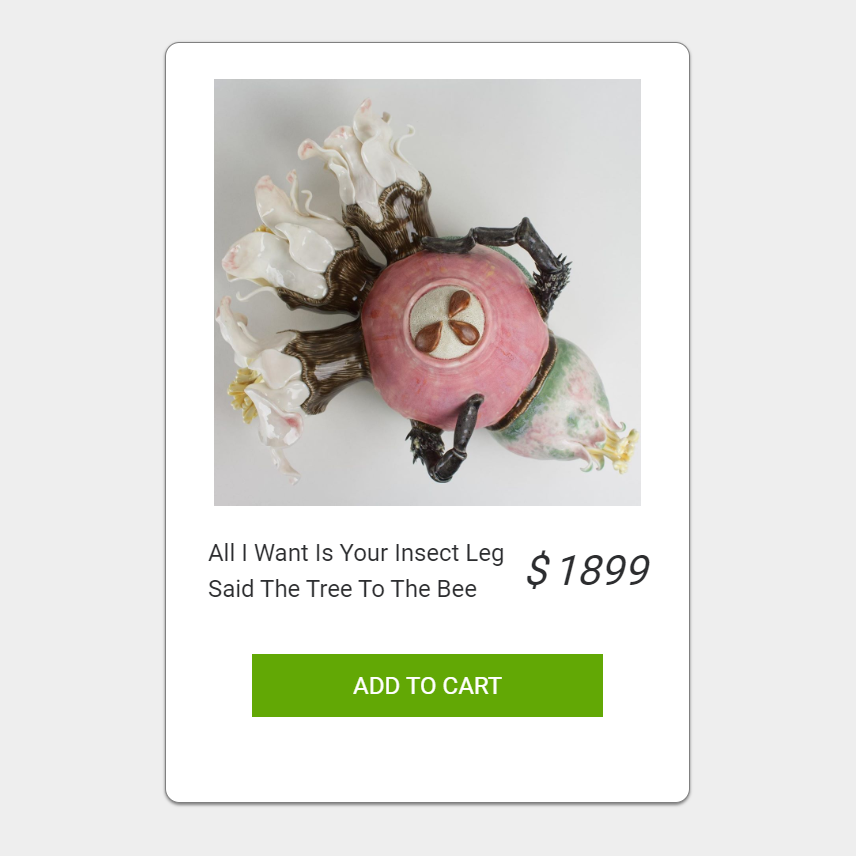 All I Want Is Your Insect Leg
Said The Tree To The Bee
$ 1899
ADD TO CART